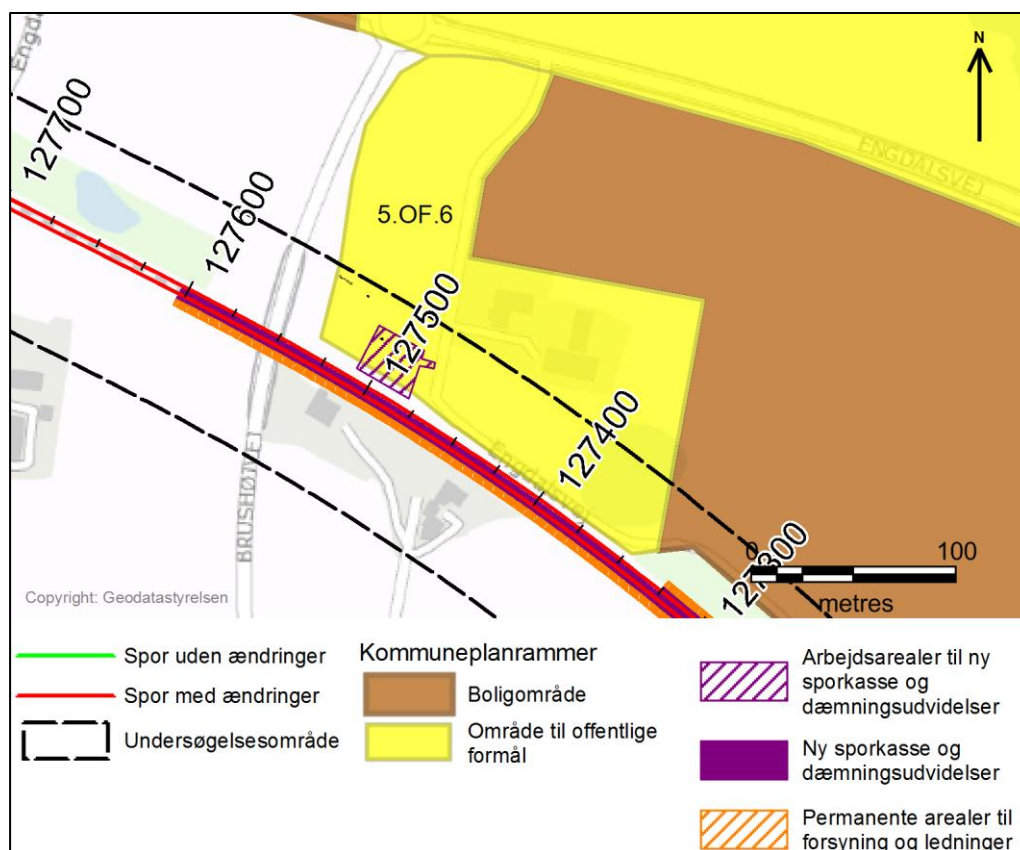 N
Engda
127700
127600
ENGDALSVEJ
5.OF.6
127500
127400
Engdalsvej
BRUSHØJVEJ
127300
0 100
metres
Copyright: Geodatastyrelsen
Spor uden ændringer
Spor med ændringer
Undersøgelsesområde
Kommuneplanrammer
Boligområde
Område til offentlige
formål
Arbejdsarealer til ny
sporkasse og
dæmningsudvidelser
Ny sporkasse og
dæmningsudvidelser
Permanente arealer til
forsyning og ledninger